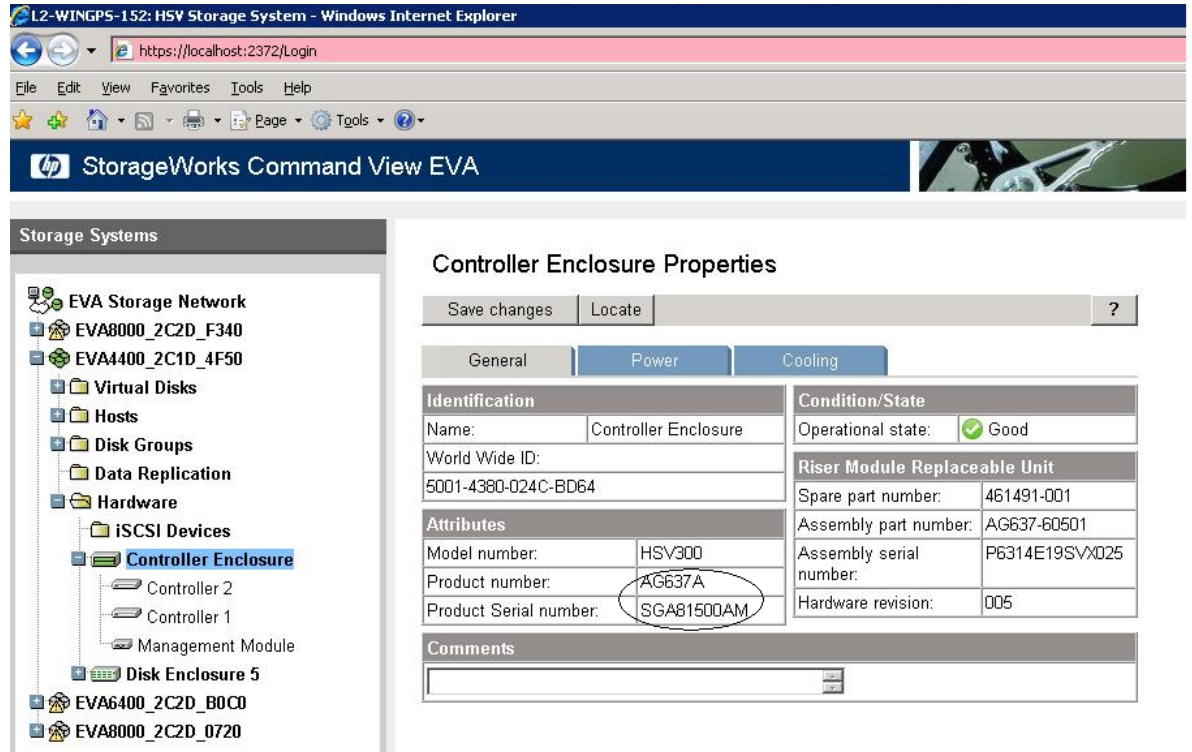 L2-WINGPS-152: HSV Storage System - Windows Internet Explorer
https://localhost:2372/Login
File Edit View Favorites Tools Help
Page Tools
hp StorageWorks Command View EVA
Storage Systems
EVA Storage Network
EVA8000_2C2D_F340
EVA4400_2C1D_4F50
Virtual Disks
Hosts
Disk Groups
Data Replication
Hardware
iSCSI Devices
Controller Enclosure
Controller 2
Controller 1
Management Module
Disk Enclosure 5
EVA6400_2C2D_B0C0
EVA8000_2C2D_0720
Controller Enclosure Properties
Save changes Locate ?
General Power Cooling
Identification
Name: Controller Enclosure
World Wide ID:
5001-4380-024C-BD64
Attributes
Model number: HSV300
Product number: AG637A
Product Serial number: SGA81500AM
Condition/State
Operational state: Good
Riser Module Replaceable Unit
Spare part number: 461491-001
Assembly part number: AG637-60501
Assembly serial P6314E19SVX025
number:
Hardware revision: 005
Comments